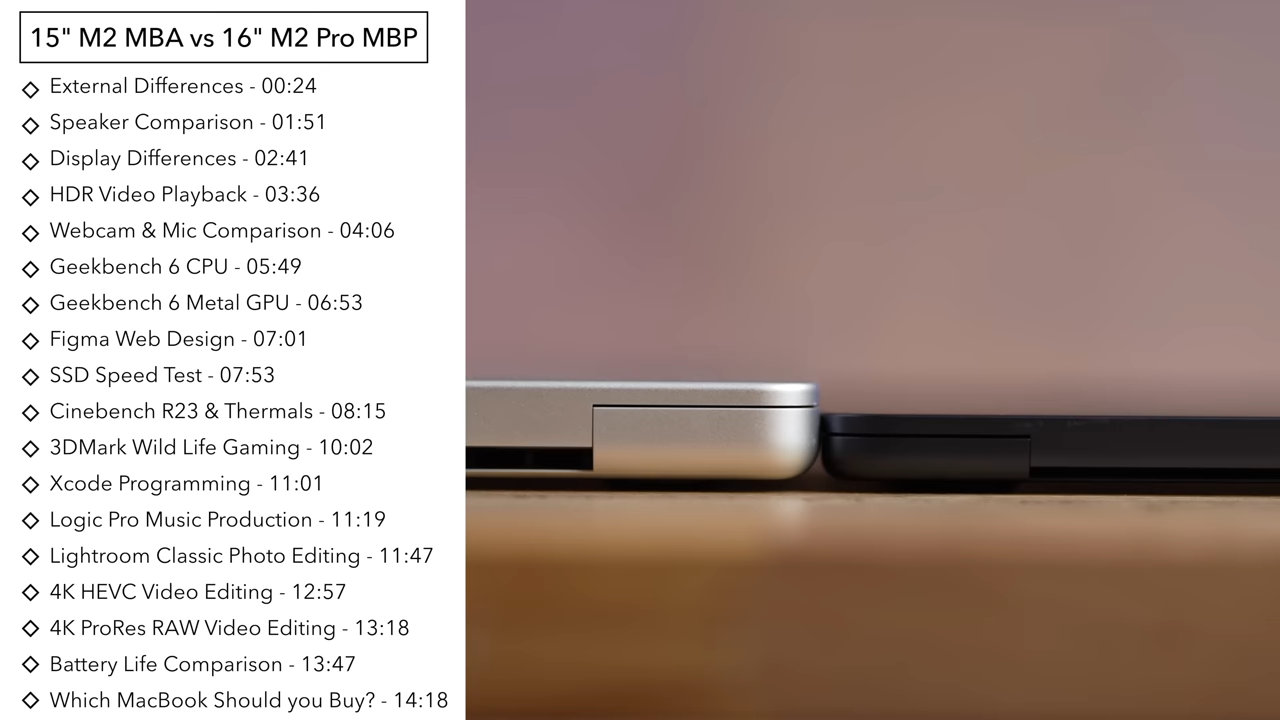 15" M2 MBA vs 16" M2 Pro MBP
External Differences - 00:24
Speaker Comparison - 01:51
Display Differences - 02:41
HDR Video Playback - 03:36
Webcam & Mic Comparison - 04:06
Geekbench 6 CPU - 05:49
Geekbench 6 Metal GPU - 06:53
Figma Web Design - 07:01
SSD Speed Test - 07:53
Cinebench R23 & Thermals - 08:15
3DMark Wild Life Gaming - 10:02
Xcode Programming - 11:01
Logic Pro Music Production - 11:19
Lightroom Classic Photo Editing - 11:47
4K HEVC Video Editing - 12:57
4K ProRes RAW Video Editing - 13:18
Battery Life Comparison - 13:47
Which MacBook Should you Buy? - 14:18